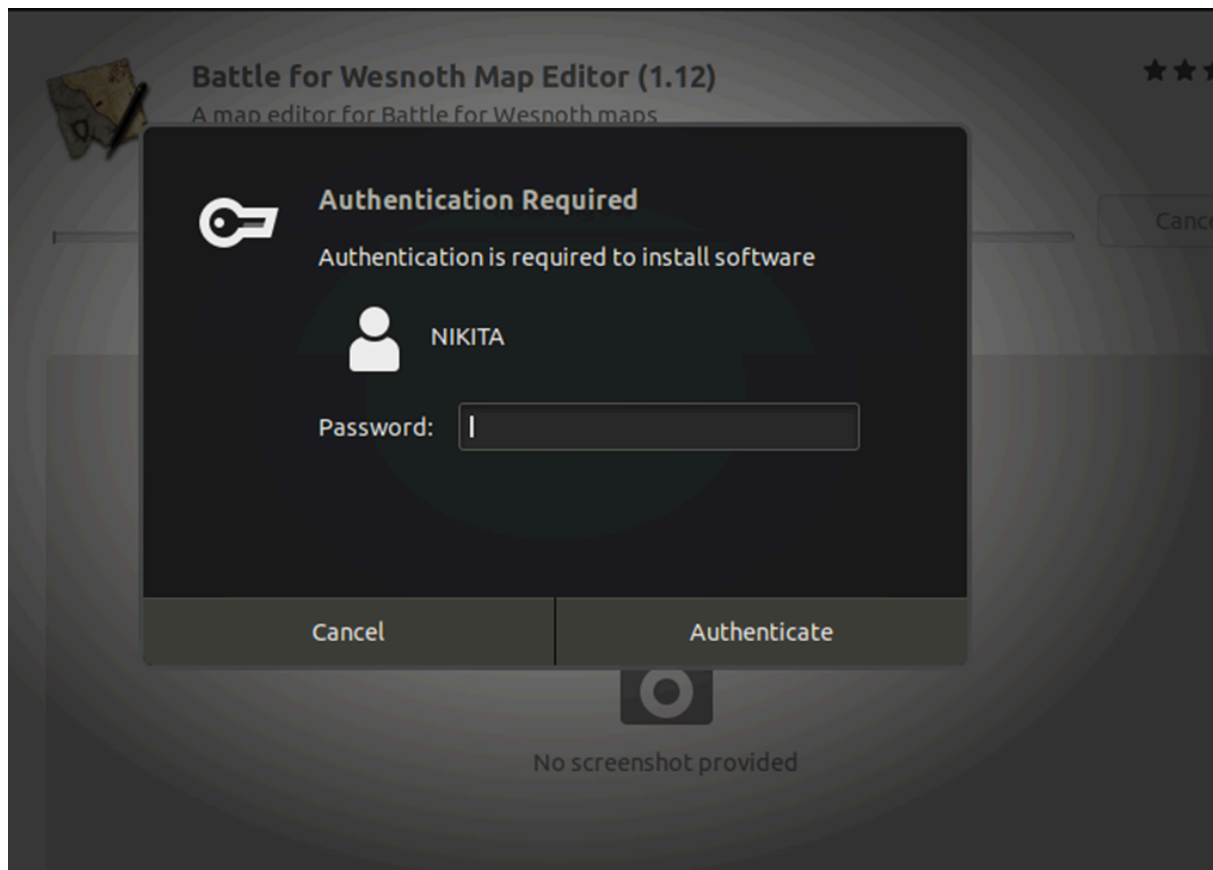 Battle for Wesnoth Map Editor (1.12)
A map editor for Battle for Wesnoth maps
Authentication Required
Authentication is required to install software
NIKITA
Password:
Cancel
Authenticate
No screenshot provided